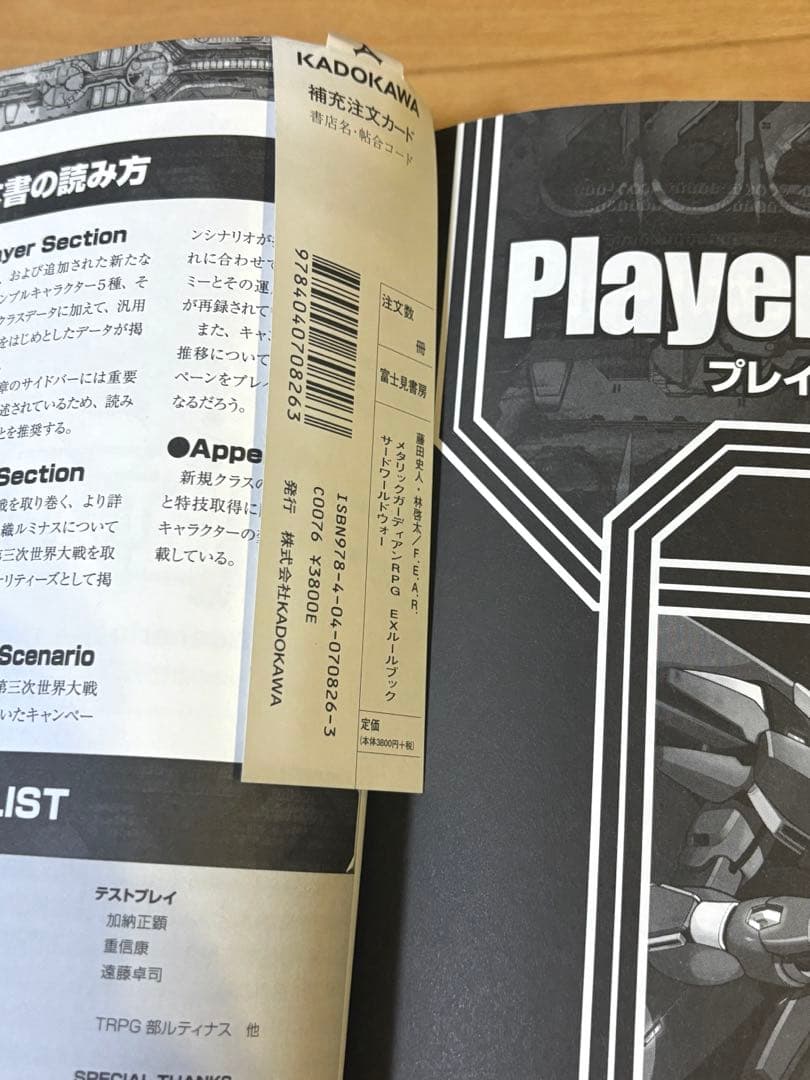 KADOKAWA
補充注文カード
書店名・帖合コード
9784040708263
ISBN978-4-04-070826-3
C0076 ¥3800E
発行 株式会社KADOKAWA
注文数
冊
富士見書房
藤田史人・林啓太/F.E.A.R.
メタリックガーディアンRPG EXルールブック
サードワールドウォー
定価
(本体3800円+税)
書の読み方
ayer Section
、および追加された新たな
ンプルキャラクター5種、そ
クラスデータに加えて、汎用
をはじめとしたデータが掲
章のサイドバーには重要
述されているため、読み
とを推奨する。
Section
戦を取り巻く、より詳
織ルミナスについて
第三次世界大戦を取
ナリティーズとして掲
Scenario
第三次世界大戦
いたキャンペー
ンシナリオが
れに合わせて
ミーとその運
が再録されて
また、キャン
推移について
ペーンをプレイ
なるだろう。
●Appe
新規クラスの
と特技取得に
キャラクターの
載している。
LIST
テストプレイ
加納正顕
重信康
遠藤卓司
TRPG部ルティナス 他
SPECIAL THANKS
Player
プレイ